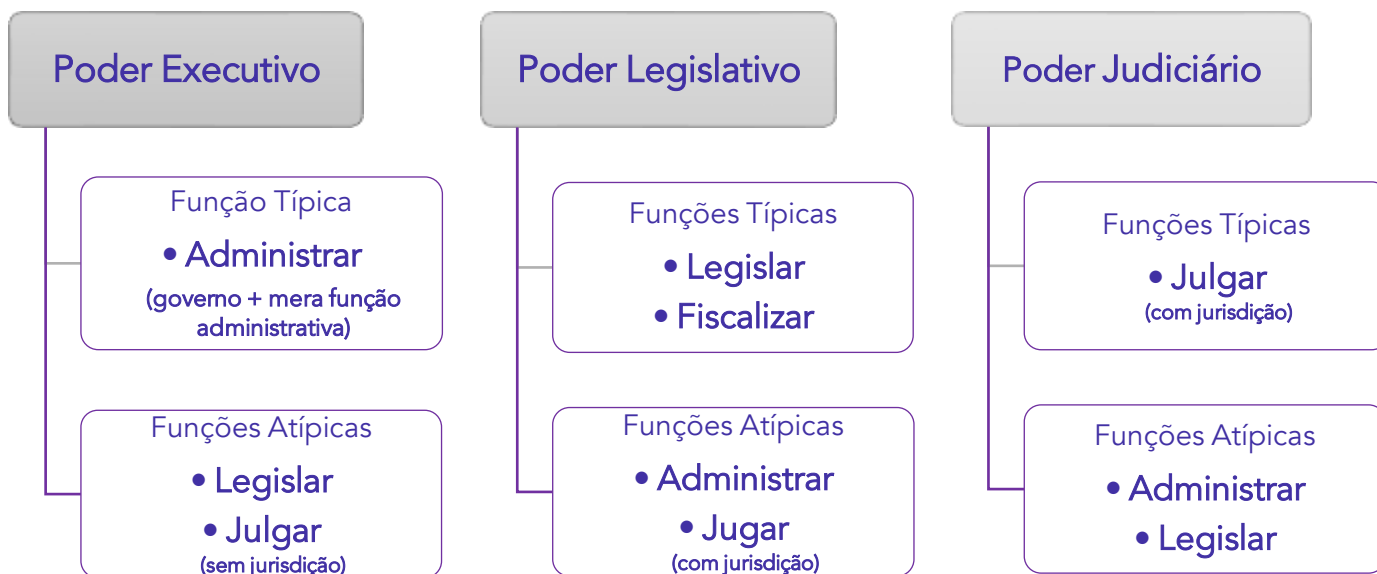 Poder Executivo
Função Típica
• Administrar
(governo + mera função
administrativa)
Funções Atípicas
• Legislar
• Julgar
(sem jurisdição)
Poder Legislativo
Funções Típicas
• Legislar
• Fiscalizar
Funções Atípicas
• Administrar
• Jugar
(com jurisdição)
Poder Judiciário
Funções Típicas
• Julgar
(com jurisdição)
Funções Atípicas
• Administrar
• Legislar